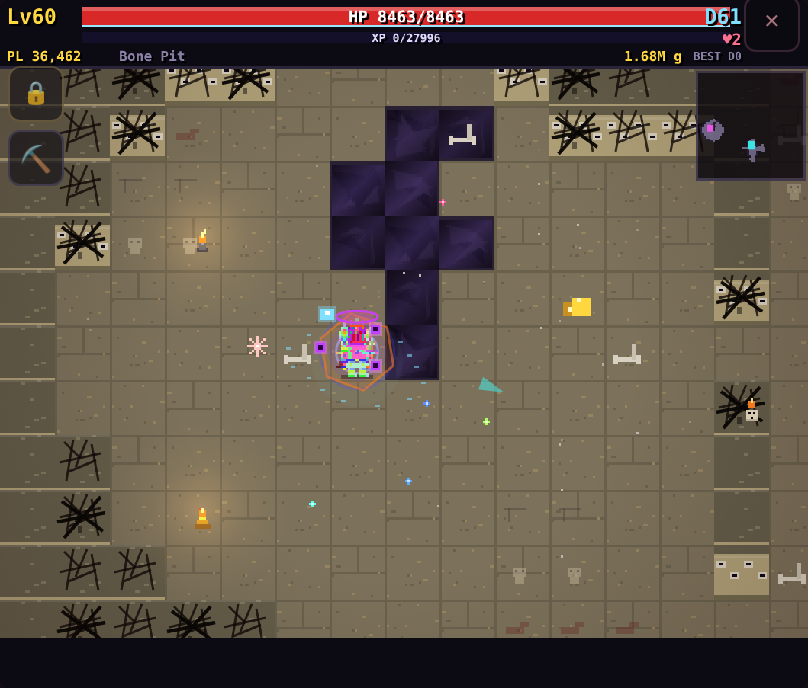 Lv60
HP 8463/8463
D61
XP 0/27996
♥2
PL 36,462
Bone Pit
1.68M g
BEST D0
×